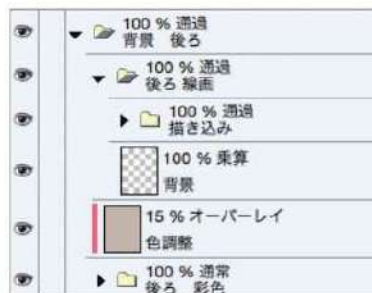 100 % 通過
背景　後ろ
100 % 通過
後ろ 線画
100 % 通過
描き込み
100 % 乗算
背景
15 % オーバーレイ
色調整
100 % 通常
後ろ　彩色